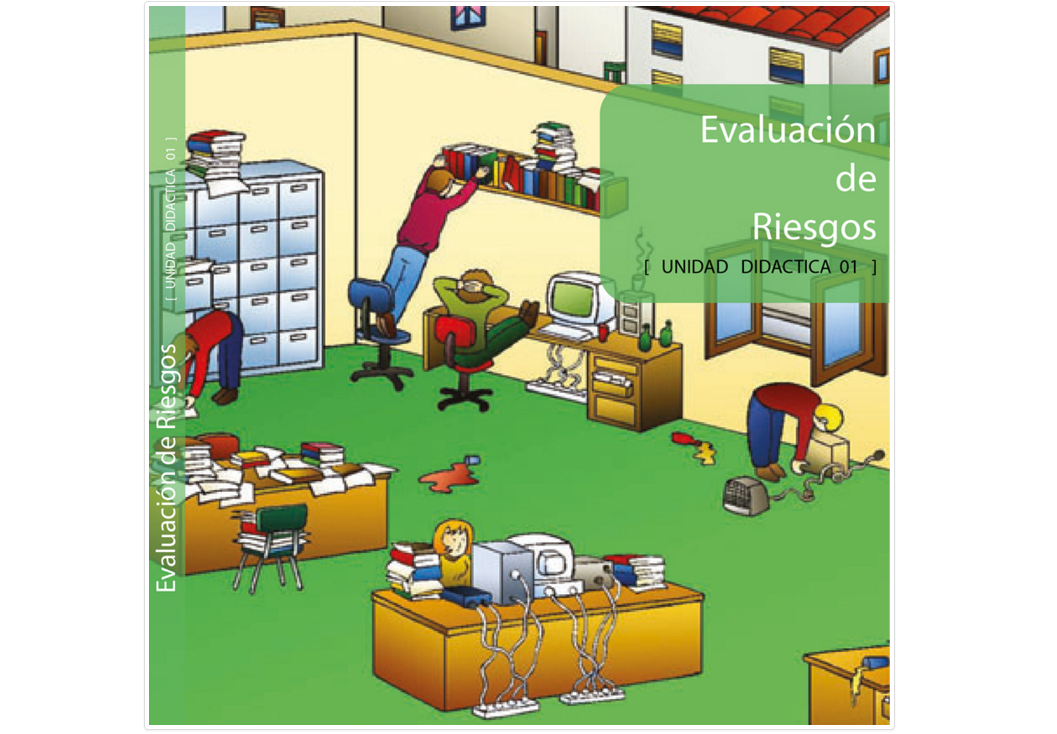 Evaluación
de
Riesgos
[ UNIDAD DIDACTICA 01 ]
Evaluación de Riesgos [ UNIDAD DIDACTICA 01 ]